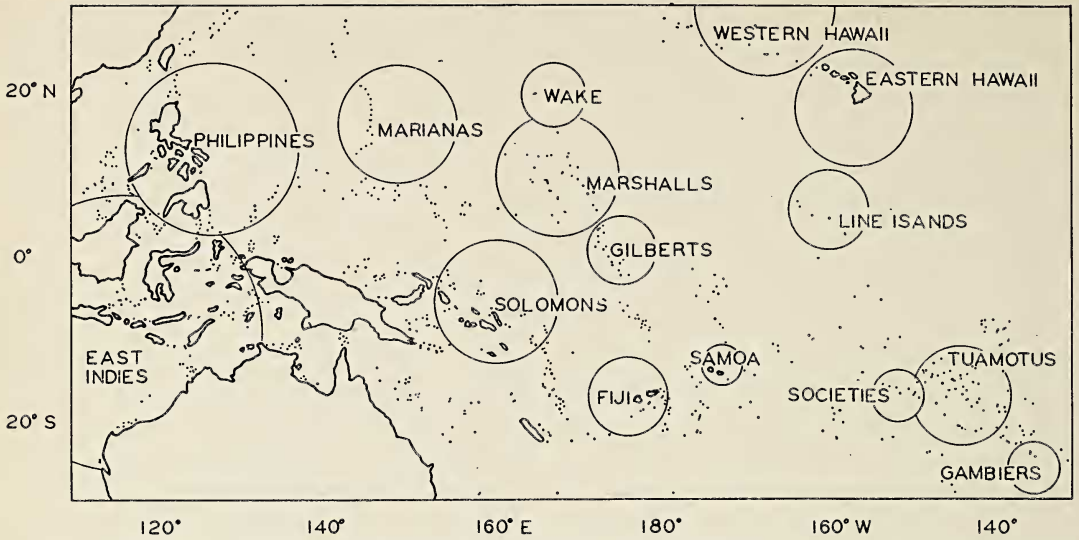 WESTERN HAWAII
EASTERN HAWAII
20° N
WAKE
PHILIPPINES
MARIANAS
MARSHALLS
LINE ISANDS
GILBERTS
0°
SOLOMONS
EAST
INDIES
SAMOA
TUAMOTUS
FIJI
SOCIETIES
20° S
GAMBIERS
120°
140°
160° E
180°
160° W
140°